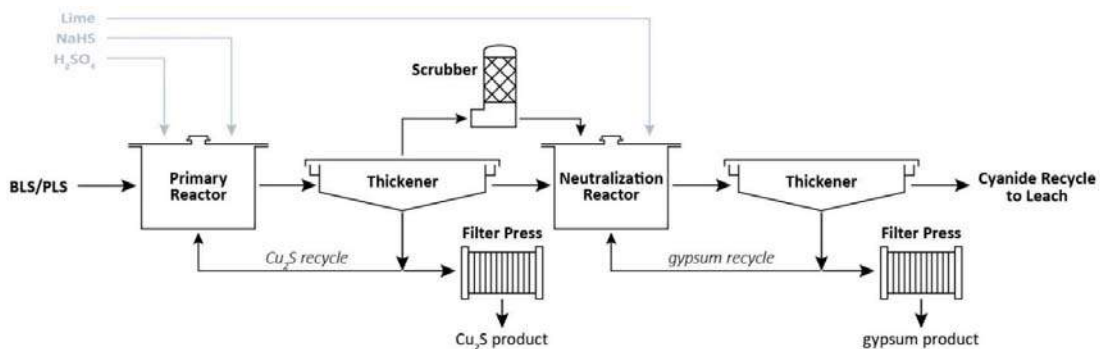 Lime
NaHS
H₂SO₄
Scrubber
BLS/PLS
Primary
Reactor
Thickener
Neutralization
Reactor
Thickener
Cyanide Recycle
to Leach
Filter Press
Filter Press
Cu₂S recycle
gypsum recycle
Cu₂S product
gypsum product